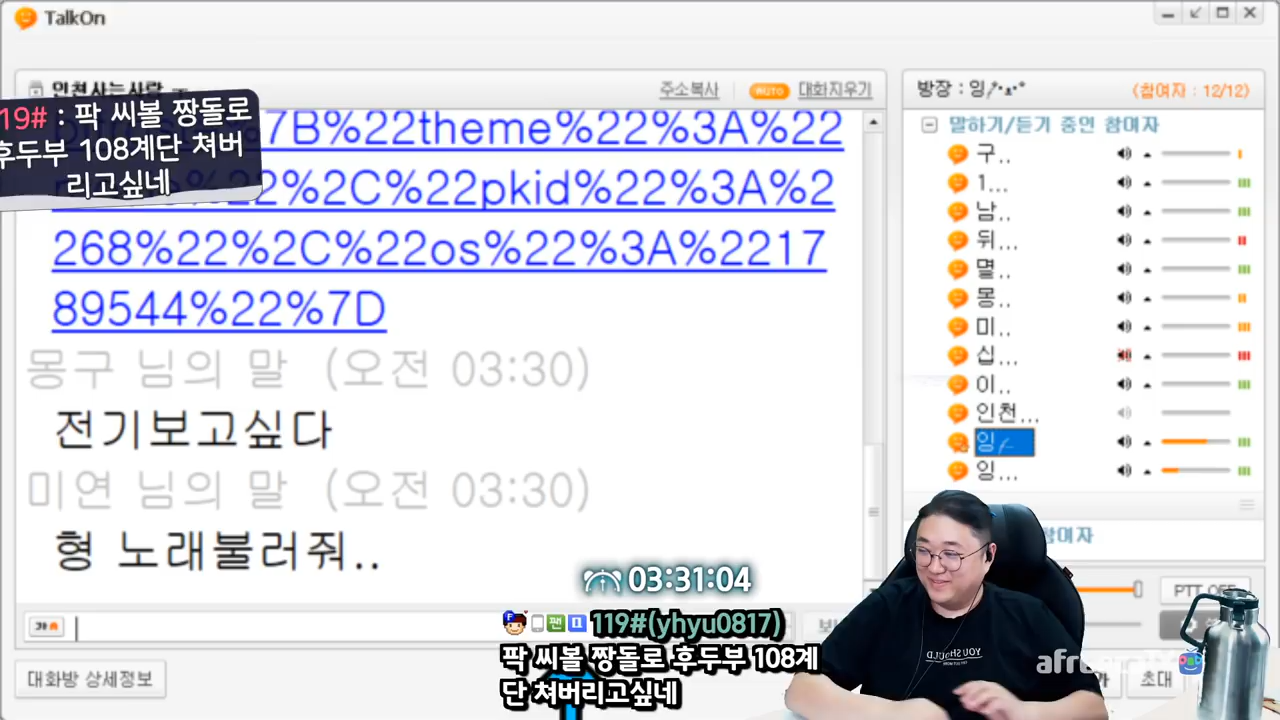 TalkOn
인천사는사람
주소복사
AUTO
대화지우기
119# : 팍 씨볼 짱돌로
후두부 108계단 쳐버
리고싶네
7B%22theme%22%3A%22
%22%2C%22pkid%22%3A%2
268%22%2C%22os%22%3A%2217
89544%22%7D
몽구 님의 말 (오전 03:30)
전기보고싶다
미연 님의 말 (오전 03:30)
형 노래불러줘..
대화방 상세정보
03:31:04
119#(yhyu0817)
팍 씨볼 짱돌로 후두부 108계
단 쳐버리고싶네
방장 : 잉
(참여자 : 12/12)
말하기/듣기 중인 참여자
구..
1...
남..
뒤...
멸..
몽..
미..
십...
이..
인천...
잉
잉...
참여자
PTT OFF
초대
YOU SHOULD